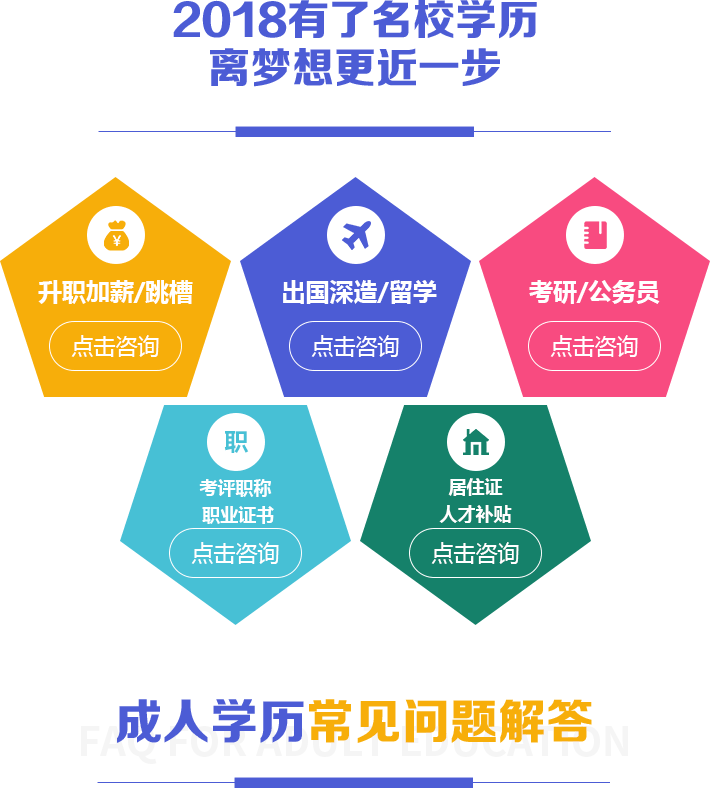 2018有了名校学历
离梦想更近一步
¥
升职加薪/跳槽
点击咨询
出国深造/留学
点击咨询
考研/公务员
点击咨询
职
考评职称
职业证书
点击咨询
居住证
人才补贴
点击咨询
成人学历常见问题解答
FAQ FOR ADULT EDUCATION